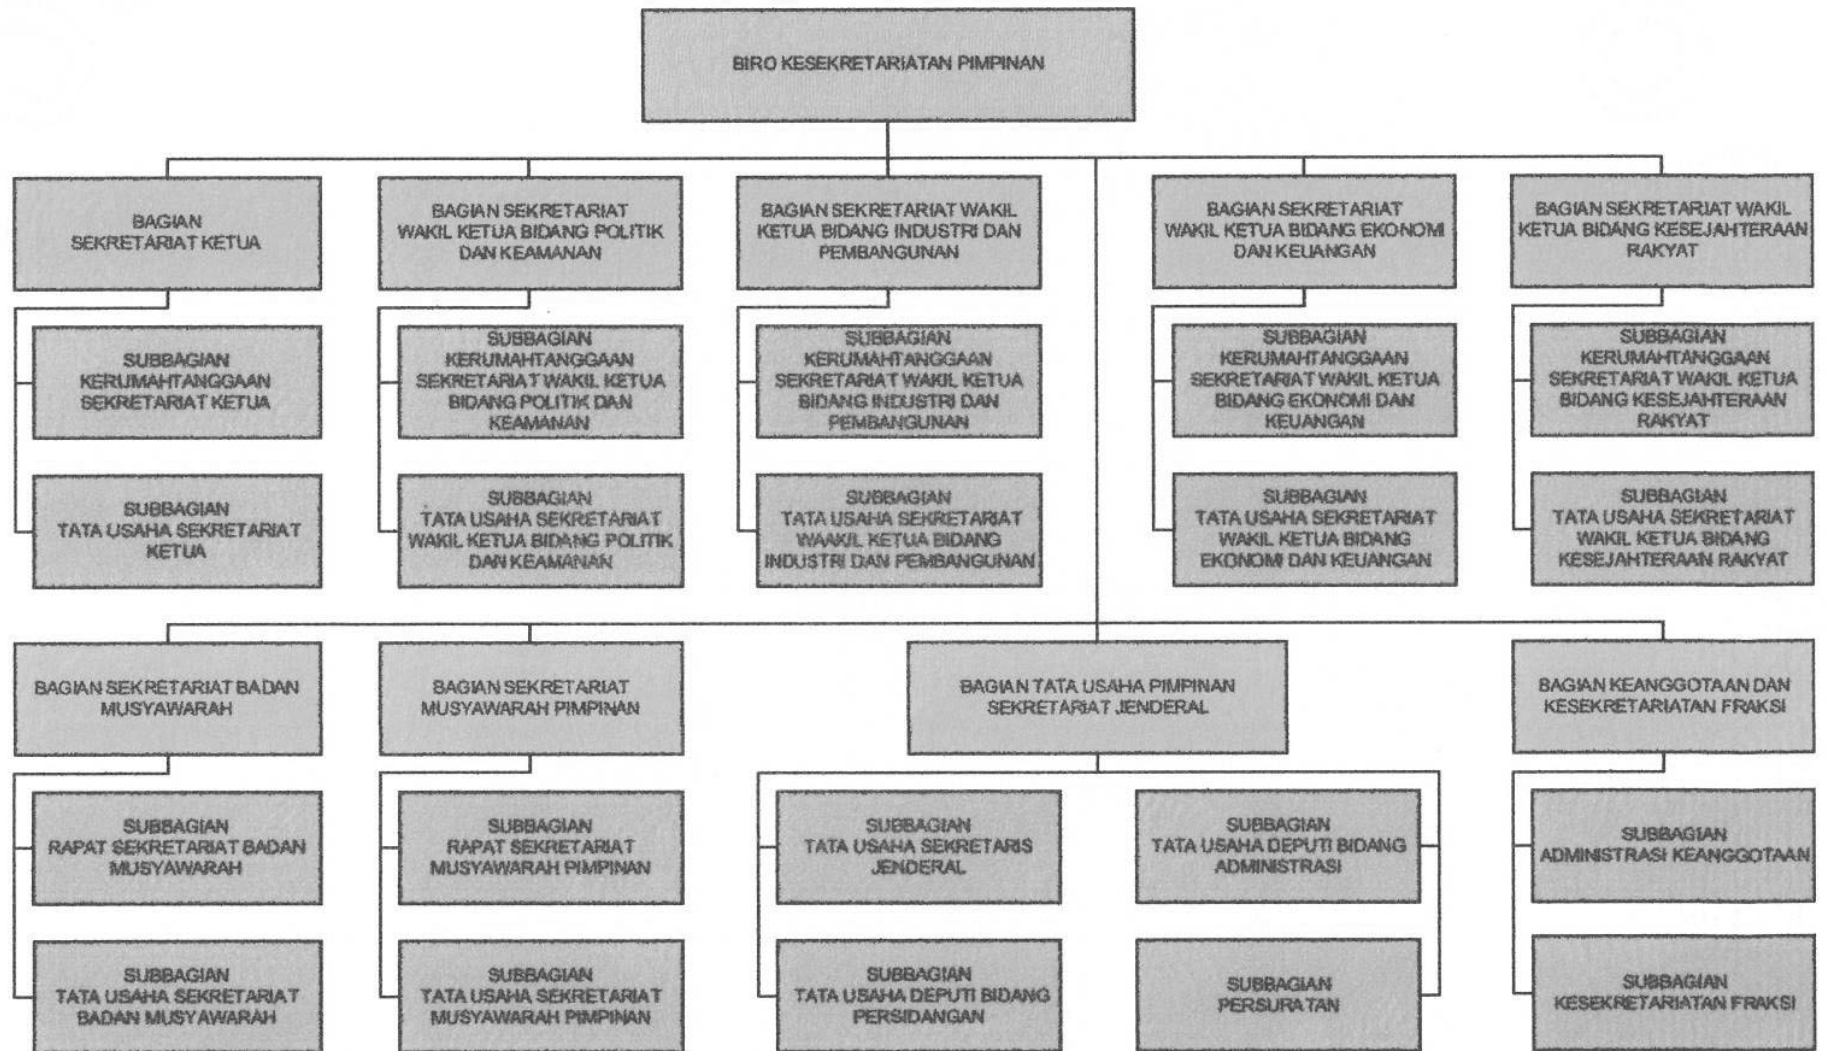 BIRO KESEKRETARIATAN PIMPINAN
BAGIAN
SEKRETARIAT KETUA
BAGIAN SEKRETARIAT
WAKIL KETUA BIDANG POLITIK
DAN KEAMANAN
BAGIAN SEKRETARIAT WAKIL
KETUA BIDANG INDUSTRI DAN
PEMBANGUNAN
BAGIAN SEKRETARIAT
WAKIL KETUA BIDANG EKONOMI
DAN KEUANGAN
BAGIAN SEKRETARIAT WAKIL
KETUA BIDANG KESEJAHTERAAN
RAKYAT
SUBBAGIAN
KERUMAHTANGGAAN
SEKRETARIAT KETUA
SUBBAGIAN
KERUMAHTANGGAAN
SEKRETARIAT WAKIL KETUA
BIDANG POLITIK DAN
KEAMANAN
SUBBAGIAN
KERUMAHTANGGAAN
SEKRETARIAT WAKIL KETUA
BIDANG INDUSTRI DAN
PEMBANGUNAN
SUBBAGIAN
KERUMAHTANGGAAN
SEKRETARIAT WAKIL KETUA
BIDANG EKONOMI DAN
KEUANGAN
SUBBAGIAN
KERUMAHTANGGAAN
SEKRETARIAT WAKIL KETUA
BIDANG KESEJAHTERAAN
RAKYAT
SUBBAGIAN
TATA USAHA SEKRETARIAT
KETUA
SUBBAGIAN
TATA USAHA SEKRETARIAT
WAKIL KETUA BIDANG POLITIK
DAN KEAMANAN
SUBBAGIAN
TATA USAHA SEKRETARIAT
WAAKIL KETUA BIDANG
INDUSTRI DAN PEMBANGUNAN
SUBBAGIAN
TATA USAHA SEKRETARIAT
WAKIL KETUA BIDANG
EKONOMI DAN KEUANGAN
SUBBAGIAN
TATA USAHA SEKRETARIAT
WAKIL KETUA BIDANG
KESEJAHTERAAN RAKYAT
BAGIAN SEKRETARIAT BADAN
MUSYAWARAH
BAGIAN SEKRETARIAT
MUSYAWARAH PIMPINAN
BAGIAN TATA USAHA PIMPINAN
SEKRETARIAT JENDERAL
BAGIAN KEANGGOTAAN DAN
KESEKRETARIATAN FRAKSI
SUBBAGIAN
RAPAT SEKRETARIAT BADAN
MUSYAWARAH
SUBBAGIAN
RAPAT SEKRETARIAT
MUSYAWARAH PIMPINAN
SUBBAGIAN
TATA USAHA SEKRETARIS
JENDERAL
SUBBAGIAN
TATA USAHA DEPUTI BIDANG
ADMINISTRASI
SUBBAGIAN
ADMINISTRASI KEANGGOTAAN
SUBBAGIAN
TATA USAHA SEKRETARIAT
BADAN MUSYAWARAH
SUBBAGIAN
TATA USAHA SEKRETARIAT
MUSYAWARAH PIMPINAN
SUBBAGIAN
TATA USAHA DEPUTI BIDANG
PERSIDANGAN
SUBBAGIAN
PERSURATAN
SUBBAGIAN
KESEKRETARIATAN FRAKSI